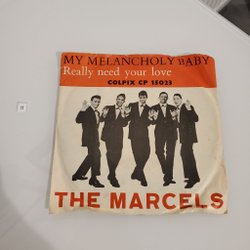 MY MELANCHOLY BABY
Really need your love
COLPIX CP 15023
THE MARCELS